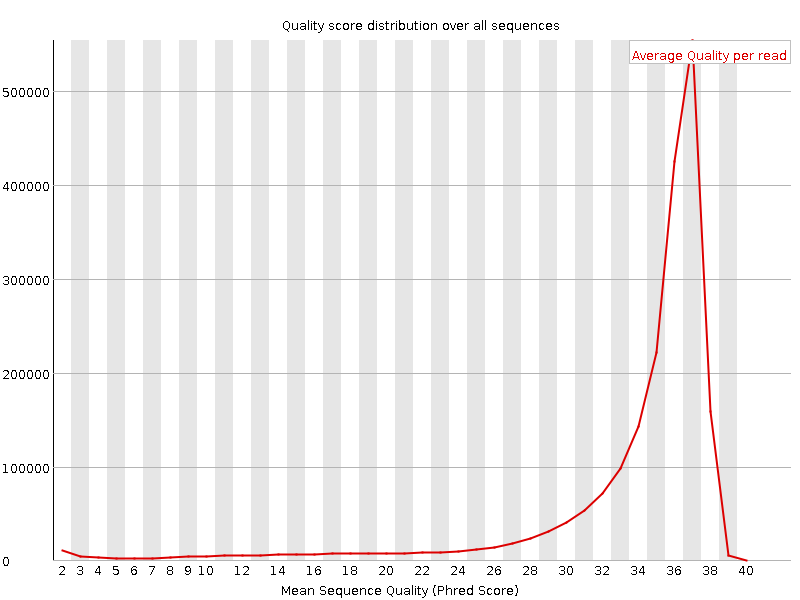 Quality score distribution over all sequences
Average Quality per read
500000
400000
300000
200000
100000
0
2 3 4 5 6 7 8 9 10 12 14 16 18 20 22 24 26 28 30 32 34 36 38 40
Mean Sequence Quality (Phred Score)